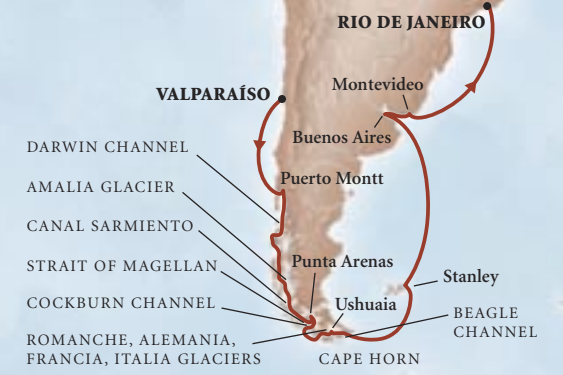 RIO DE JANEIRO
Montevideo
VALPARAÍSO
Buenos Aires
DARWIN CHANNEL
Puerto Montt
AMALIA GLACIER
CANAL SARMIENTO
Punta Arenas
STRAIT OF MAGELLAN
Stanley
COCKBURN CHANNEL
Ushuaia
BEAGLE
CHANNEL
ROMANCHE, ALEMANIA,
FRANCIA, ITALIA GLACIERS
CAPE HORN